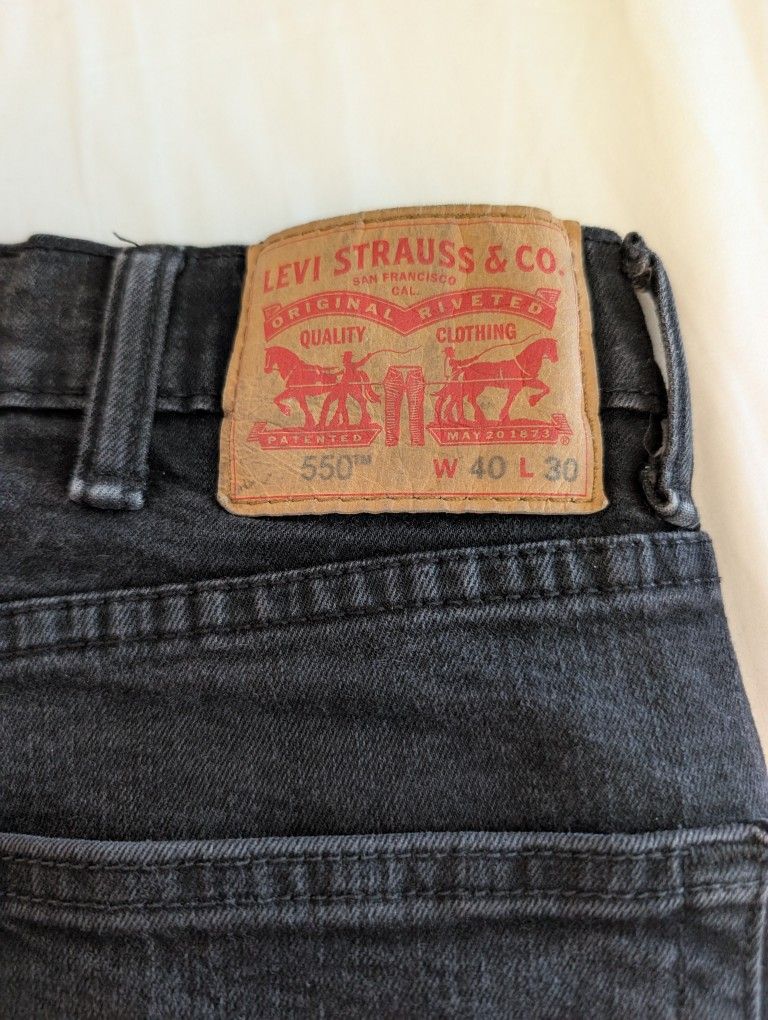 LEVI STRAUSS & CO.
SAN FRANCISCO
CAL.
ORIGINAL RIVETED
QUALITY CLOTHING
PATENTED MAY 20 1873 ®
550™ W 40 L 30